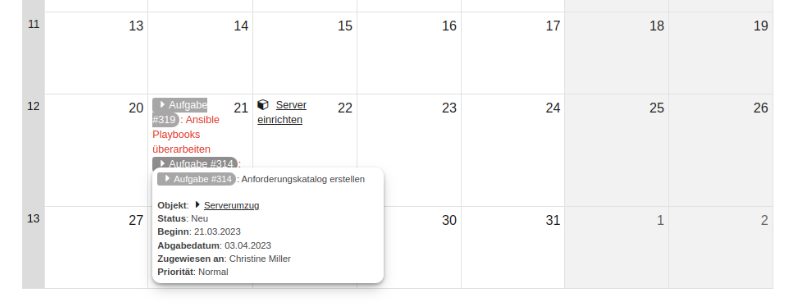 11 13 14 15 16 17 18 19
12 20 21 22 23 24 25 26
Aufgabe
#319: Ansible
Playbooks
überarbeiten
Aufgabe #314:
Server
einrichten
Aufgabe #314: Anforderungskatalog erstellen
Objekt: Serverumzug
Status: Neu
Beginn: 21.03.2023
Abgabedatum: 03.04.2023
Zugewiesen an: Christine Miller
Priorität: Normal
13 27 30 31 1 2